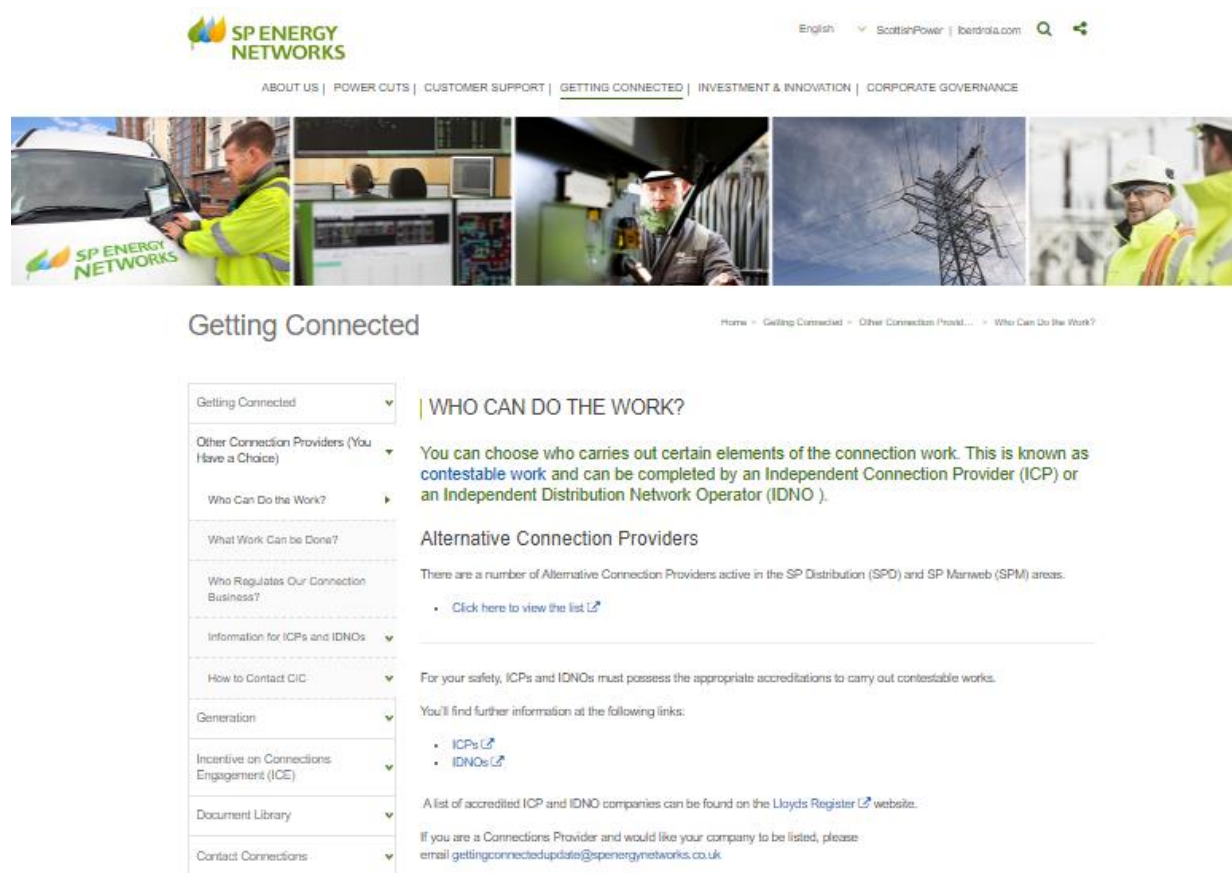 SP ENERGY
NETWORKS
English
ScottishPower | Iberdrola.com
ABOUT US | POWER CUTS | CUSTOMER SUPPORT | GETTING CONNECTED | INVESTMENT & INNOVATION | CORPORATE GOVERNANCE
SP ENERGY
NETWORKS
Getting Connected
Home > Getting Connected > Other Connection Provid... > Who Can Do the Work?
Getting Connected
Other Connection Providers (You
Have a Choice)
Who Can Do the Work?
What Work Can be Done?
Who Regulates Our Connection
Business?
Information for ICPs and IDNOs
How to Contact CIC
Generation
Incentive on Connections
Engagement (ICE)
Document Library
Contact Connections
WHO CAN DO THE WORK?
You can choose who carries out certain elements of the connection work. This is known as
contestable work and can be completed by an Independent Connection Provider (ICP) or
an Independent Distribution Network Operator (IDNO ).
Alternative Connection Providers
There are a number of Alternative Connection Providers active in the SP Distribution (SPD) and SP Manweb (SPM) areas.
• Click here to view the list
For your safety, ICPs and IDNOs must possess the appropriate accreditations to carry out contestable works.
You'll find further information at the following links:
• ICPs
• IDNOs
A list of accredited ICP and IDNO companies can be found on the Lloyds Register website.
If you are a Connections Provider and would like your company to be listed, please
email gettingconnectedupdate@spenergynetworks.co.uk